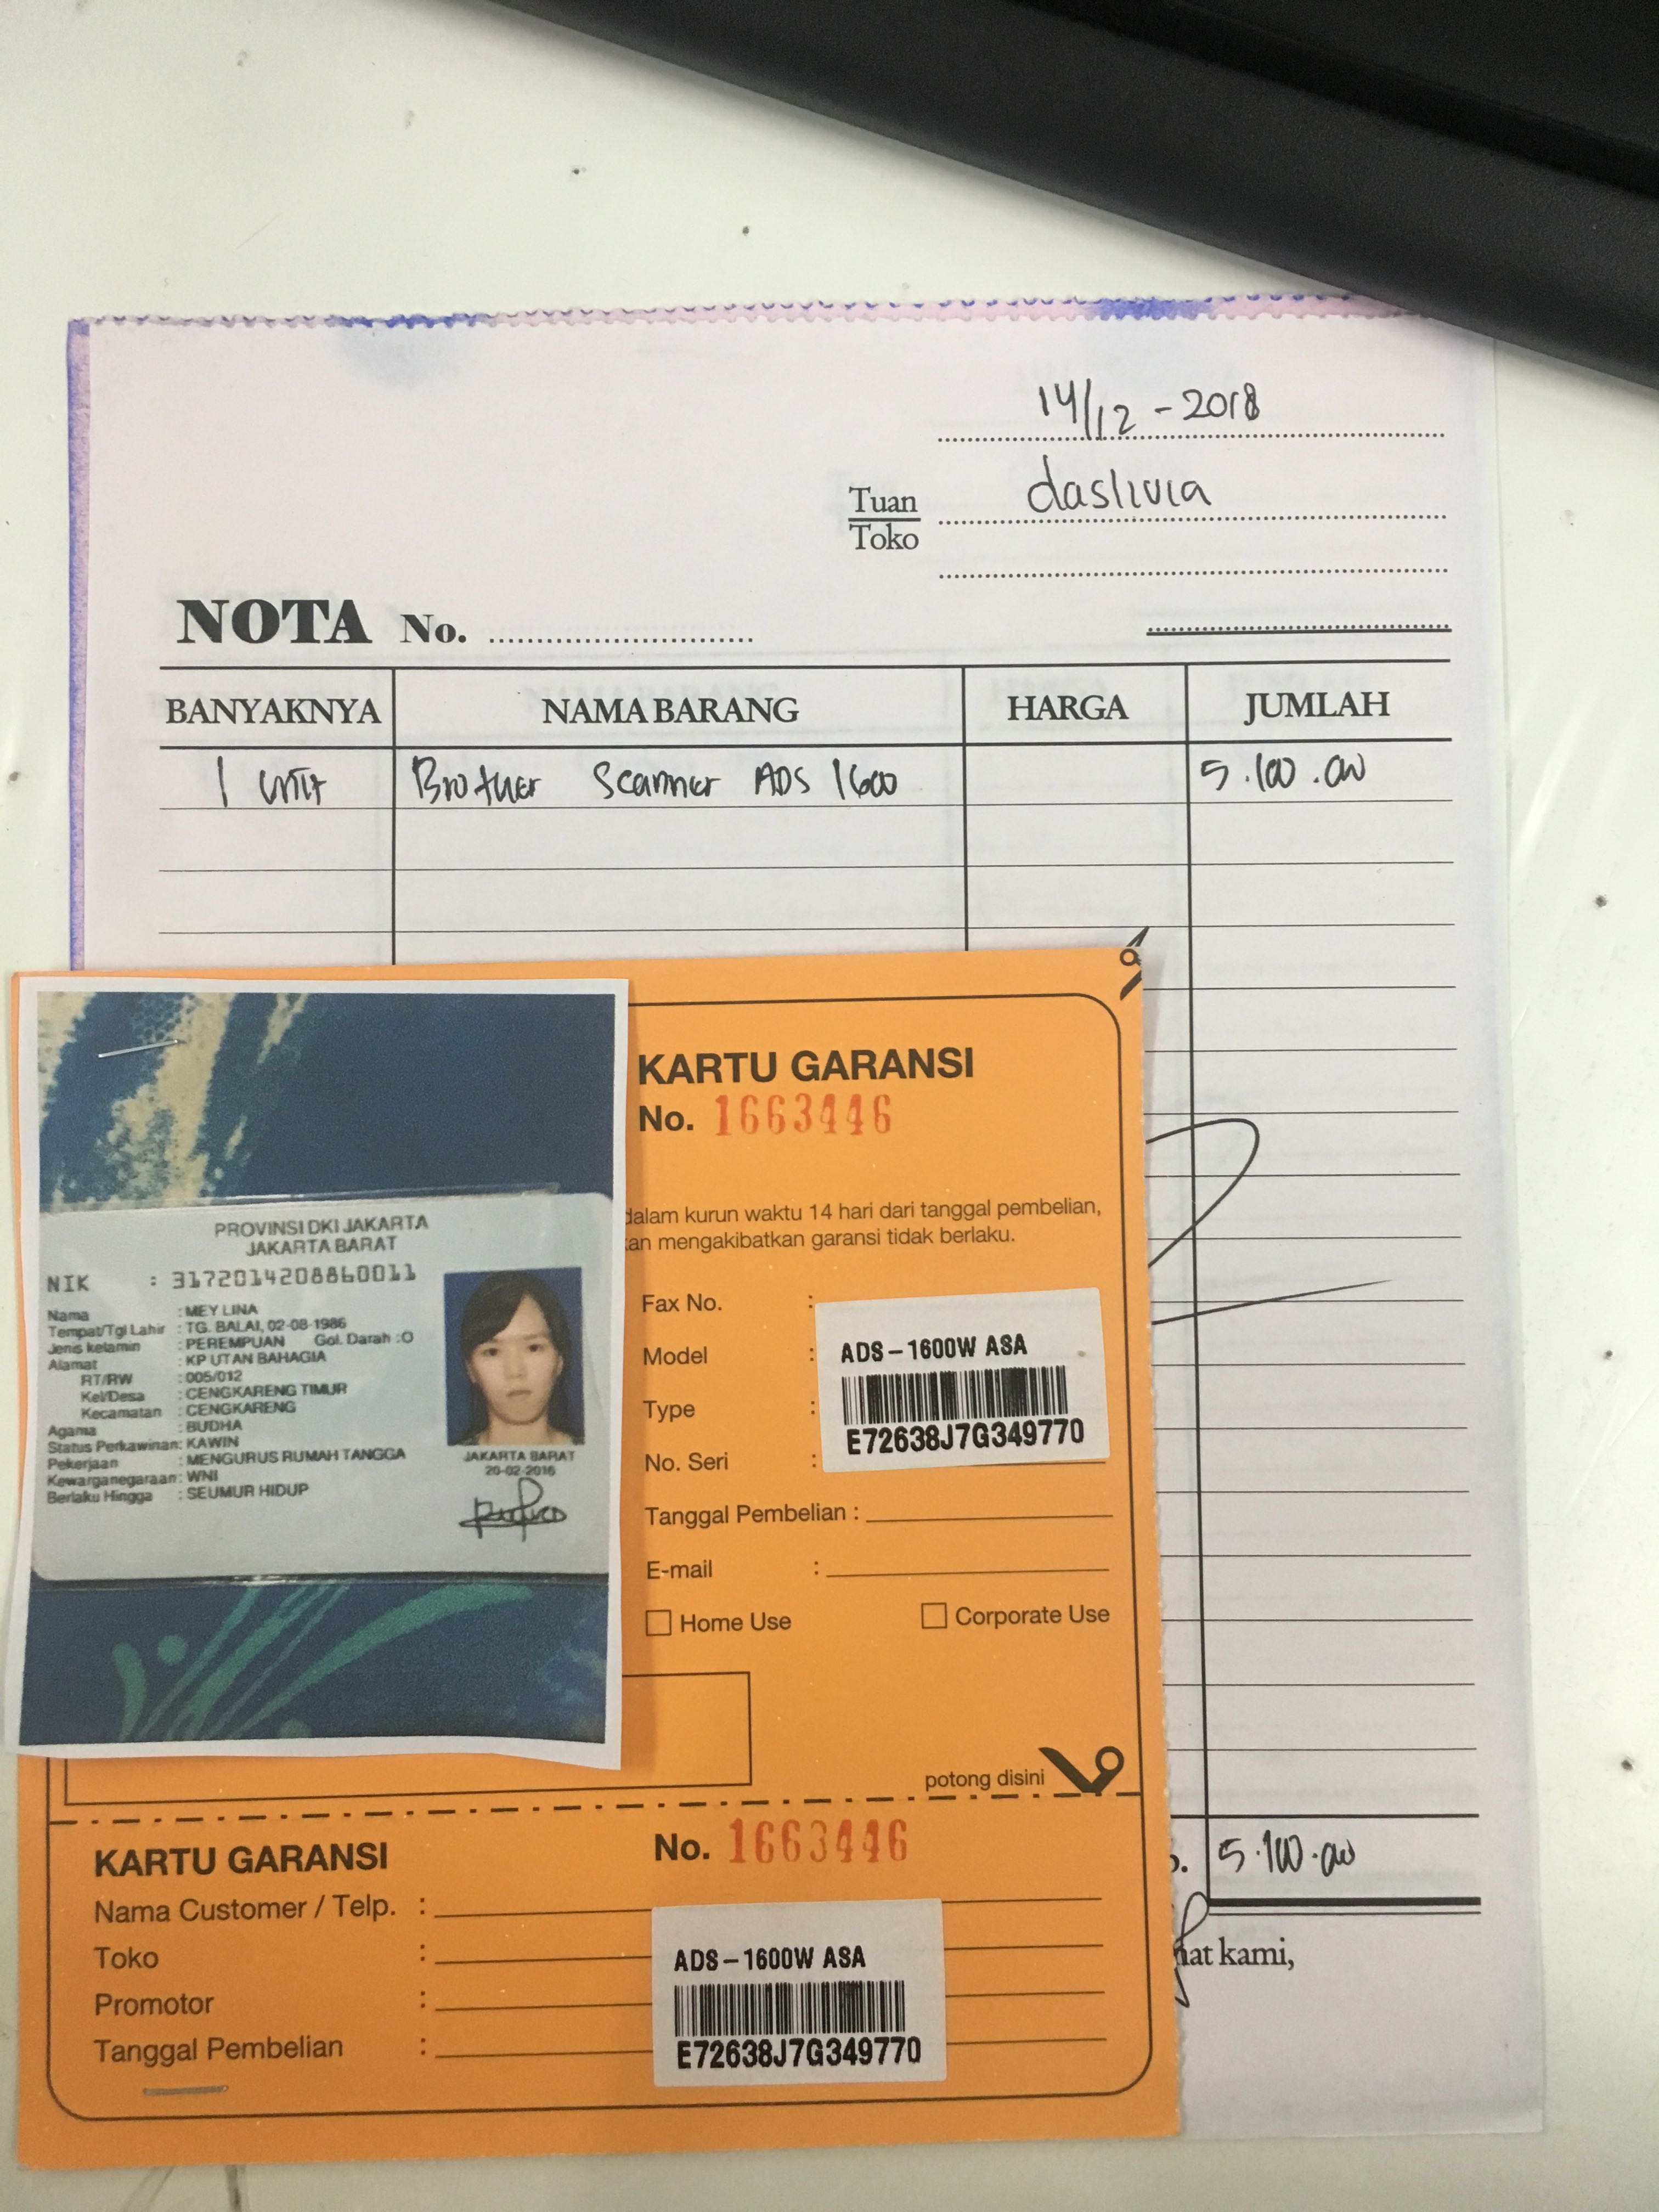 14/12 - 2018
Tuan
Toko
daslivia
NOTA No.
BANYAKNYA NAMA BARANG HARGA JUMLAH
1 unit Brother Scanner ADS 1600 5.100.000
KARTU GARANSI
No. 1663446
dalam kurun waktu 14 hari dari tanggal pembelian,
kan mengakibatkan garansi tidak berlaku.
Fax No. :
Model :
Type :
No. Seri :
ADS-1600W ASA
E72638J7G349770
Tanggal Pembelian :
E-mail :
Home Use Corporate Use
potong disini
PROVINSI DKI JAKARTA
JAKARTA BARAT
NIK : 3172014208860011
Nama : MEY LINA
Tempat/Tgl Lahir : TG. BALAI, 02-08-1986
Jenis kelamin : PEREMPUAN Gol. Darah :O
Alamat : KP UTAN BAHAGIA
RT/RW : 005/012
Kel/Desa : CENGKARENG TIMUR
Kecamatan : CENGKARENG
Agama : BUDHA
Status Perkawinan: KAWIN
Pekerjaan : MENGURUS RUMAH TANGGA
Kewarganegaraan: WNI
Berlaku Hingga : SEUMUR HIDUP
JAKARTA BARAT
20-02-2016
KARTU GARANSI No. 1663446
Nama Customer / Telp. :
Toko :
Promotor :
Tanggal Pembelian :
ADS-1600W ASA
E72638J7G349770
5.100.000
kami,